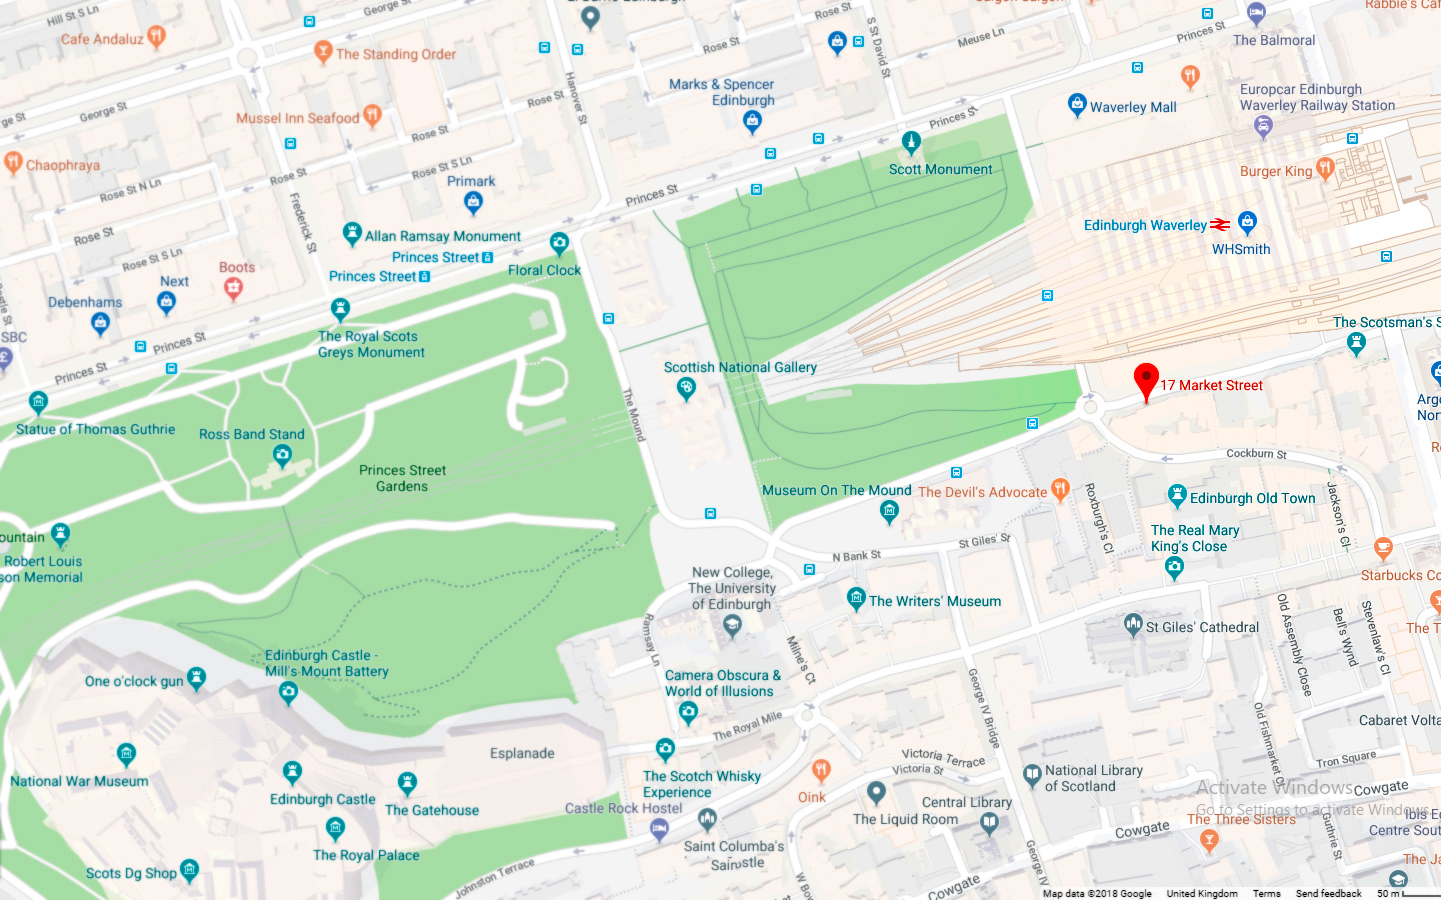 Hill St S Ln
George St
El Cartel Edinburgh
Rose St
S St David St
Rabbie's Caf
Cafe Andaluz
The Standing Order
Meuse Ln
Princes St
The Balmoral
Rose St
Hanover St
Marks & Spencer
Edinburgh
Europcar Edinburgh
Waverley Railway Station
George St
Rose St
Waverley Mall
Mussel Inn Seafood
Rose St
Princes St
Chaophraya
Rose St S Ln
Scott Monument
Burger King
Rose St N Ln
Rose St
Primark
Princes St
Frederick St
Edinburgh Waverley
WHSmith
Rose St
Allan Ramsay Monument
Princes Street
Rose St S Ln
Floral Clock
Princes Street
Boots
Next
Debenhams
Castle St
SBC
Princes St
The Royal Scots
Greys Monument
The Scotsman's S
Princes St
Scottish National Gallery
17 Market Street
The Mound
Arge
Nor
Statue of Thomas Guthrie
Ross Band Stand
Princes Street
Gardens
Cockburn St
Museum On The Mound
The Devil's Advocate
Roxburgh's Cl
Edinburgh Old Town
Jackson's Cl
The Real Mary
King's Close
ountain
Robert Louis
son Memorial
N Bank St
St Giles' St
New College,
The University
of Edinburgh
Starbucks Co
The Writers' Museum
St Giles' Cathedral
Old Assembly Close
Bell's Wynd
Stevenlaw's Cl
The T
Ramsay Ln
Milne's Ct
Edinburgh Castle -
Mill's Mount Battery
One o'clock gun
Camera Obscura &
World of Illusions
George IV Bridge
Old Fishmarket Cl
Cabaret Volta
The Royal Mile
Esplanade
Victoria Terrace
Victoria St
Tron Square
National War Museum
The Scotch Whisky
Experience
National Library
of Scotland
Activate Windows
Go to Settings to activate Windows.
Cowgate
Edinburgh Castle
The Gatehouse
Castle Rock Hostel
Oink
The Liquid Room
Central Library
Cowgate
The Three Sisters
Guthrie St
Ibis E
Centre Sout
The Royal Palace
Saint Columba's
George IV
The Ja
Scots Dg Shop
Johnston Terrace
W Bow
Cowgate
Map data ©2018 Google
United Kingdom
Terms
Send feedback
50 m